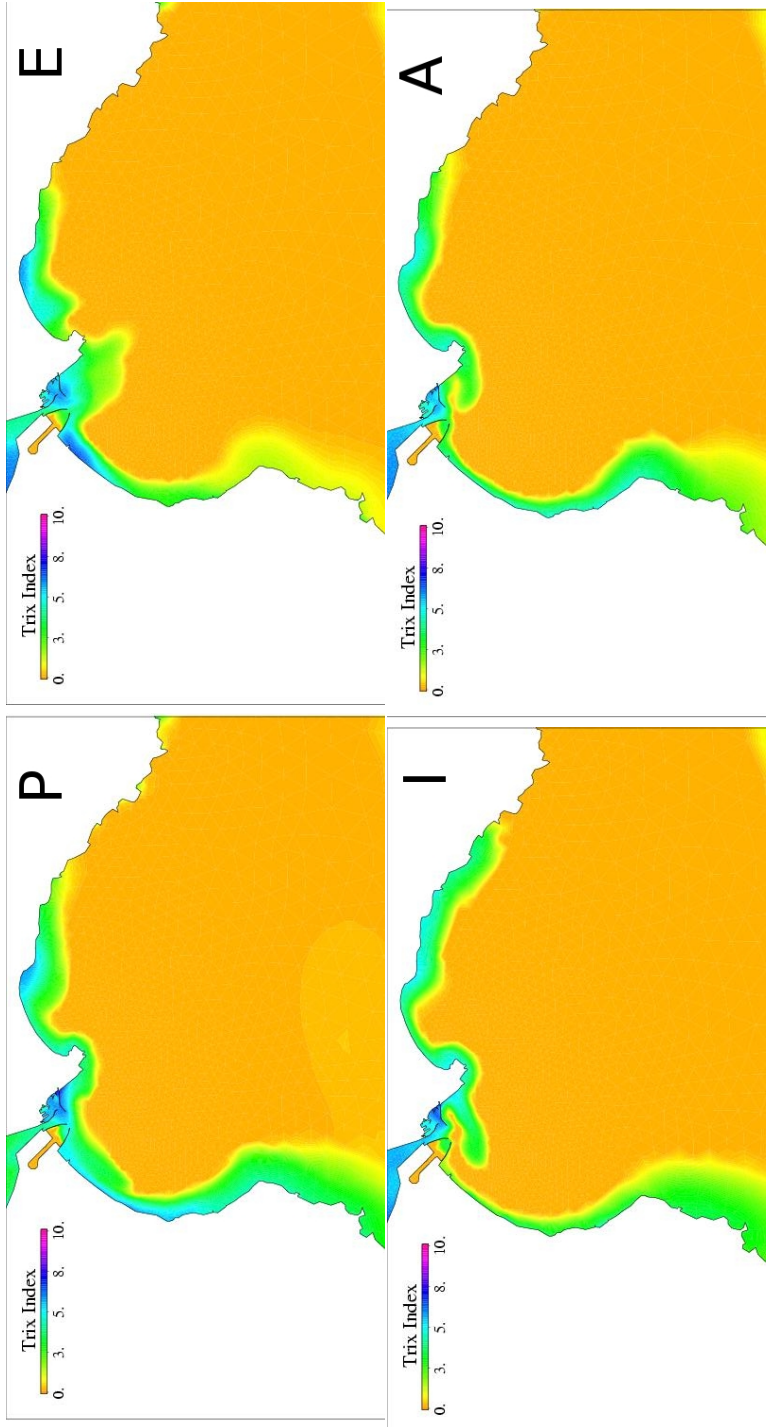 P
Trix Index
0. 3. 5. 8. 10.
E
Trix Index
0. 3. 5. 8. 10.
I
Trix Index
0. 3. 5. 8. 10.
A
Trix Index
0. 3. 5. 8. 10.